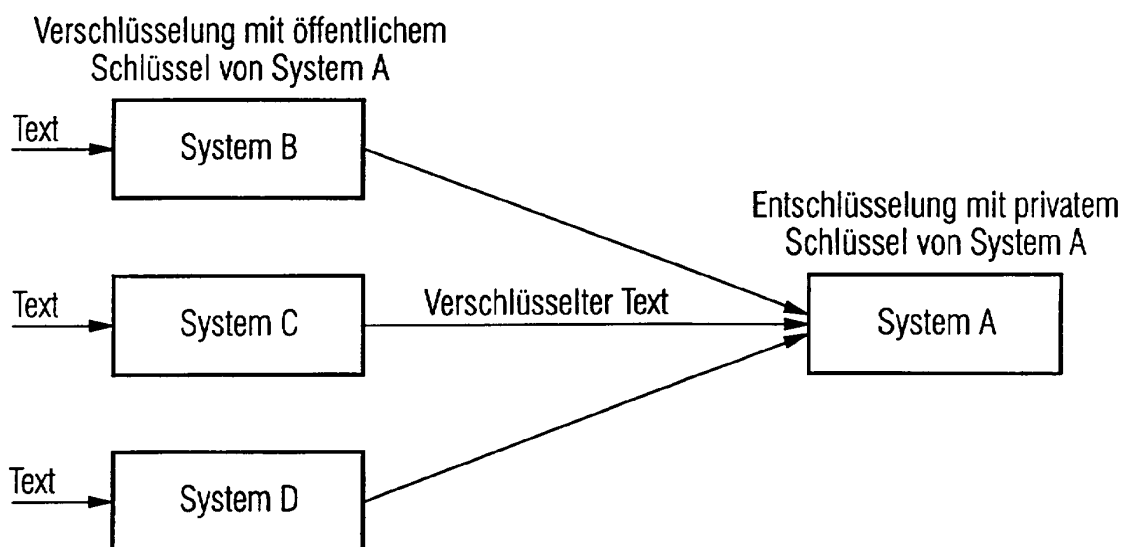 Verschlüsselung mit öffentlichem
Schlüssel von System A
Text
System B
Entschlüsselung mit privatem
Schlüssel von System A
Text
System C
Verschlüsselter Text
System A
Text
System D